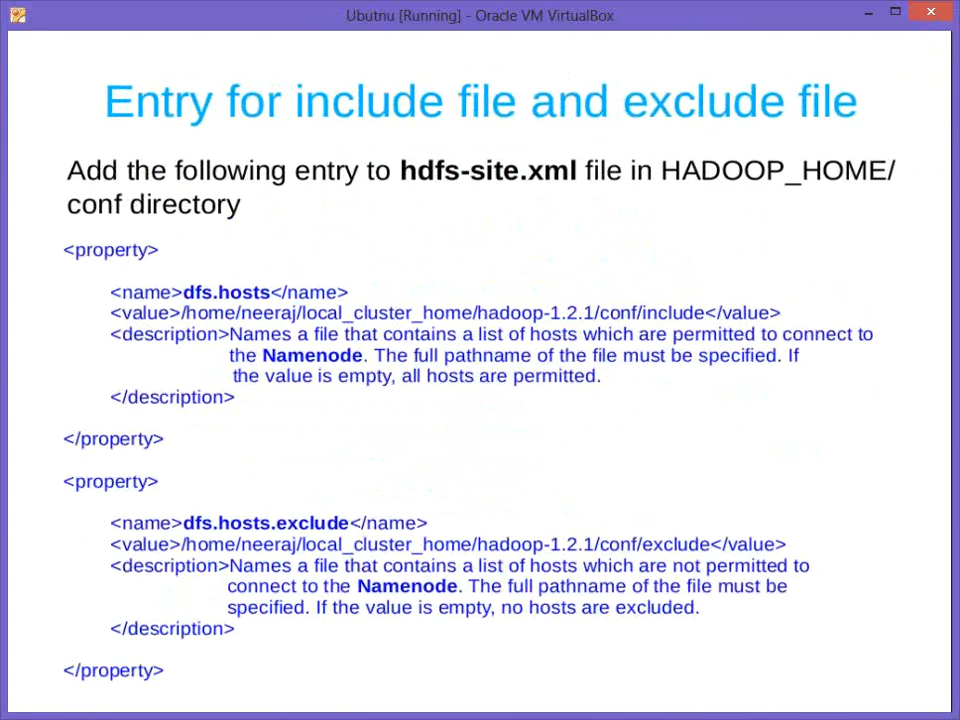 Ubutnu [Running] - Oracle VM VirtualBox
Entry for include file and exclude file
Add the following entry to hdfs-site.xml file in HADOOP_HOME/
conf directory
<property>
<name>dfs.hosts</name>
<value>/home/neeraj/local_cluster_home/hadoop-1.2.1/conf/include</value>
<description>Names a file that contains a list of hosts which are permitted to connect to
the Namenode. The full pathname of the file must be specified. If
the value is empty, all hosts are permitted.
</description>
</property>
<property>
<name>dfs.hosts.exclude</name>
<value>/home/neeraj/local_cluster_home/hadoop-1.2.1/conf/exclude</value>
<description>Names a file that contains a list of hosts which are not permitted to
connect to the Namenode. The full pathname of the file must be
specified. If the value is empty, no hosts are excluded.
</description>
</property>